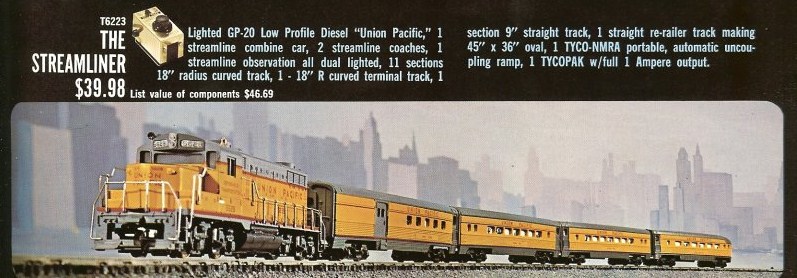 T6223
THE
STREAMLINER
$39.98
Lighted GP-20 Low Profile Diesel "Union Pacific," 1
streamline combine car, 2 streamline coaches, 1
streamline observation all dual lighted, 11 sections
18" radius curved track, 1 - 18" R curved terminal track, 1
List value of components $46.69
section 9" straight track, 1 straight re-railer track making
45" x 36" oval, 1 TYCO-NMRA portable, automatic uncou-
pling ramp, 1 TYCOPAK w/full 1 Ampere output.
UNION PACIFIC